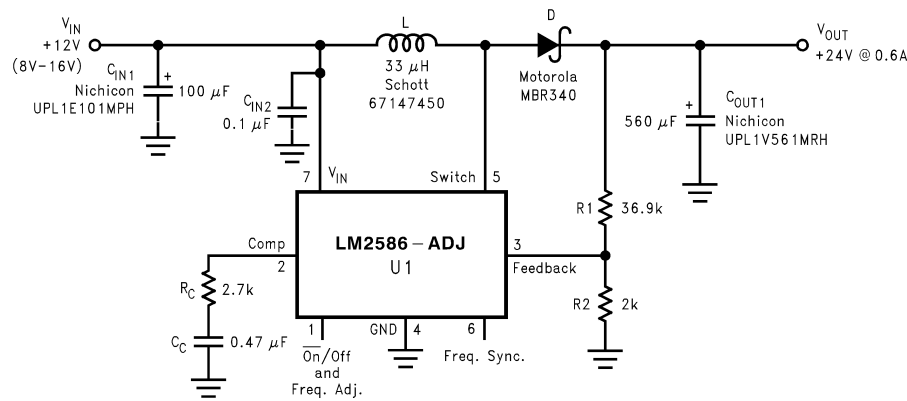 V_IN
+12V
(8V–16V)
C_IN1
Nichicon
UPL1E101MPH
+
100 μF
C_IN2
0.1 μF
L
33 μH
Schott
67147450
D
Motorola
MBR340
V_OUT
+24V @ 0.6A
+
560 μF
C_OUT1
Nichicon
UPL1V561MRH
7 V_IN
Switch 5
R1 36.9k
LM2586–ADJ
U1
Comp
2
3
Feedback
R_C 2.7k
R2 2k
C_C 0.47 μF
1
GND 4
6
On/Off
and
Freq. Adj.
Freq. Sync.